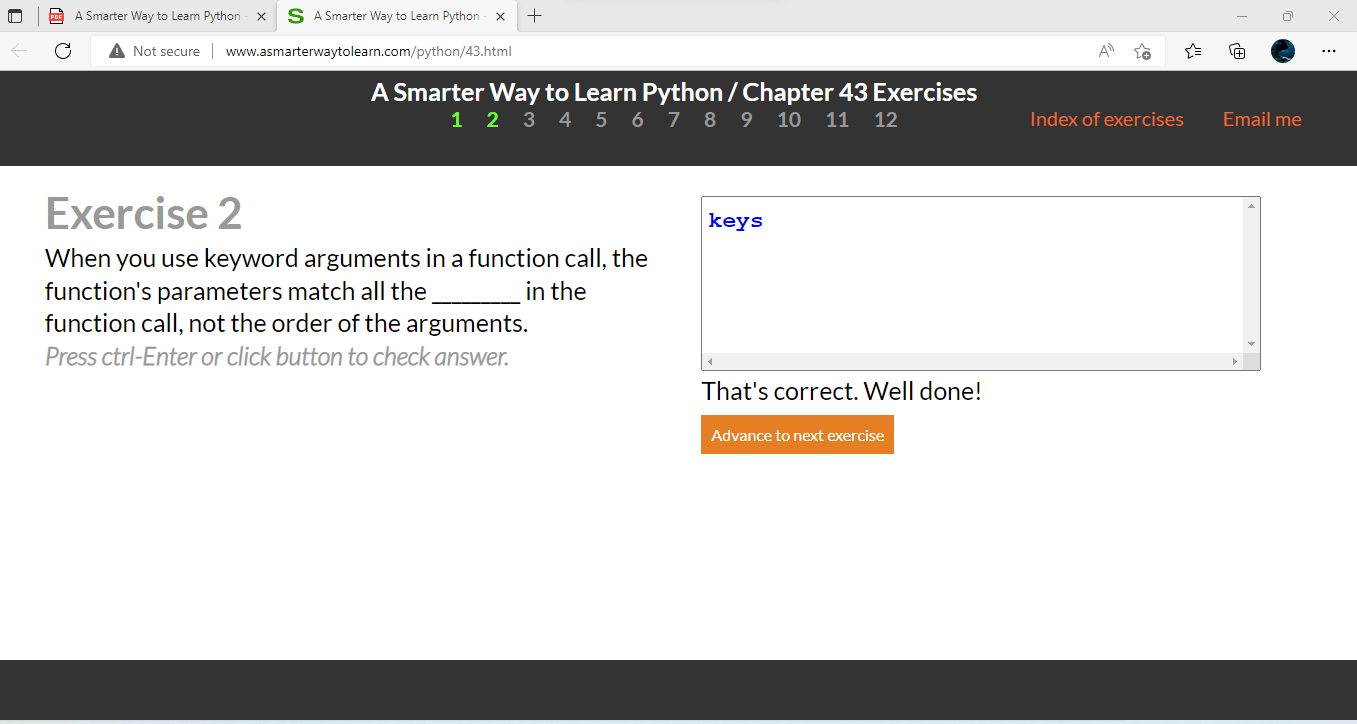 A Smarter Way to Learn Python -
A Smarter Way to Learn Python -
Not secure
www.asmarterwaytolearn.com/python/43.html
A Smarter Way to Learn Python / Chapter 43 Exercises
1 2 3 4 5 6 7 8 9 10 11 12
Index of exercises Email me
Exercise 2
When you use keyword arguments in a function call, the
function's parameters match all the _________ in the
function call, not the order of the arguments.
Press ctrl-Enter or click button to check answer.
keys
That's correct. Well done!
Advance to next exercise